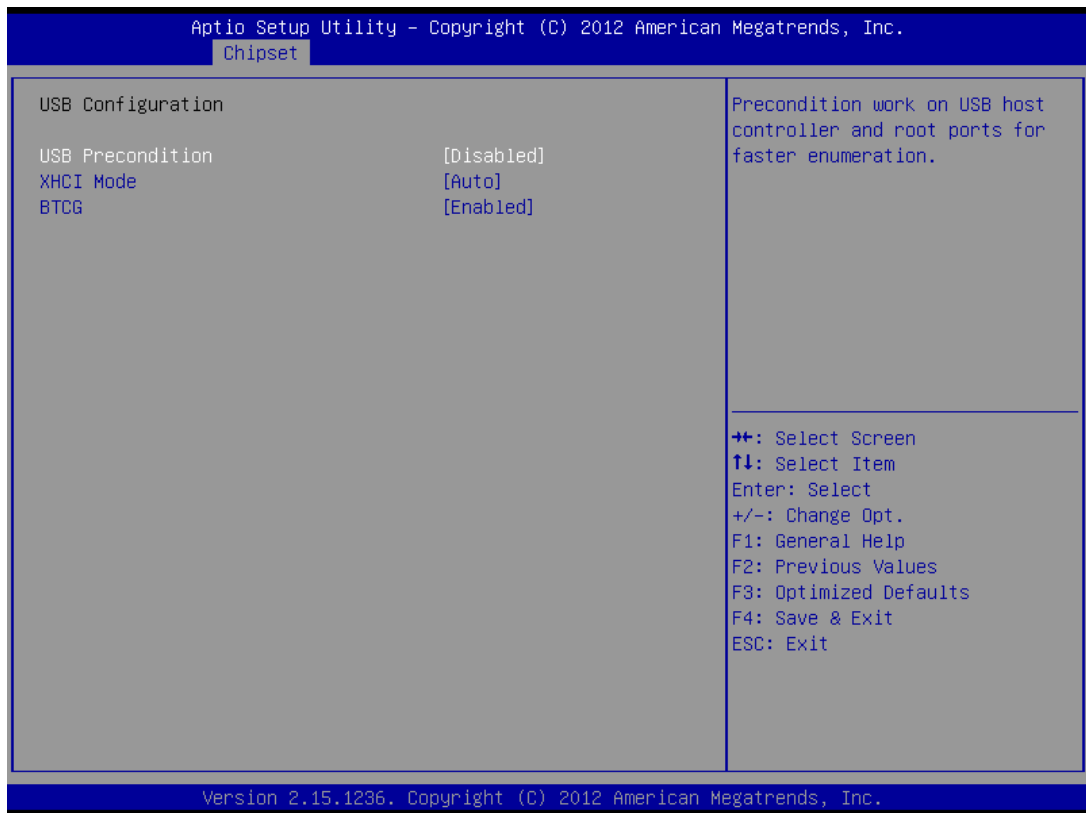 Aptio Setup Utility – Copyright (C) 2012 American Megatrends, Inc.
Chipset
USB Configuration
USB Precondition [Disabled]
XHCI Mode [Auto]
BTCG [Enabled]
Precondition work on USB host
controller and root ports for
faster enumeration.
→←: Select Screen
↑↓: Select Item
Enter: Select
+/-: Change Opt.
F1: General Help
F2: Previous Values
F3: Optimized Defaults
F4: Save & Exit
ESC: Exit
Version 2.15.1236. Copyright (C) 2012 American Megatrends, Inc.